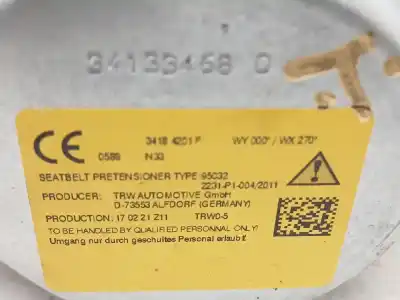 34133468 0
CE
3418 4201 F WY 000° / WX 270°
0589 N33
SEATBELT PRETENSIONER TYPE 95032
2231-P1-004/2011
PRODUCER: TRW AUTOMOTIVE GmbH
D-73553 ALFDORF (GERMANY)
PRODUCTION: 17 02 21 Z11 TRW0-5
TO BE HANDLED BY QUALIFIED PERSONNAL ONLY!
Umgang nur durch geschultes Personal erlaubt!